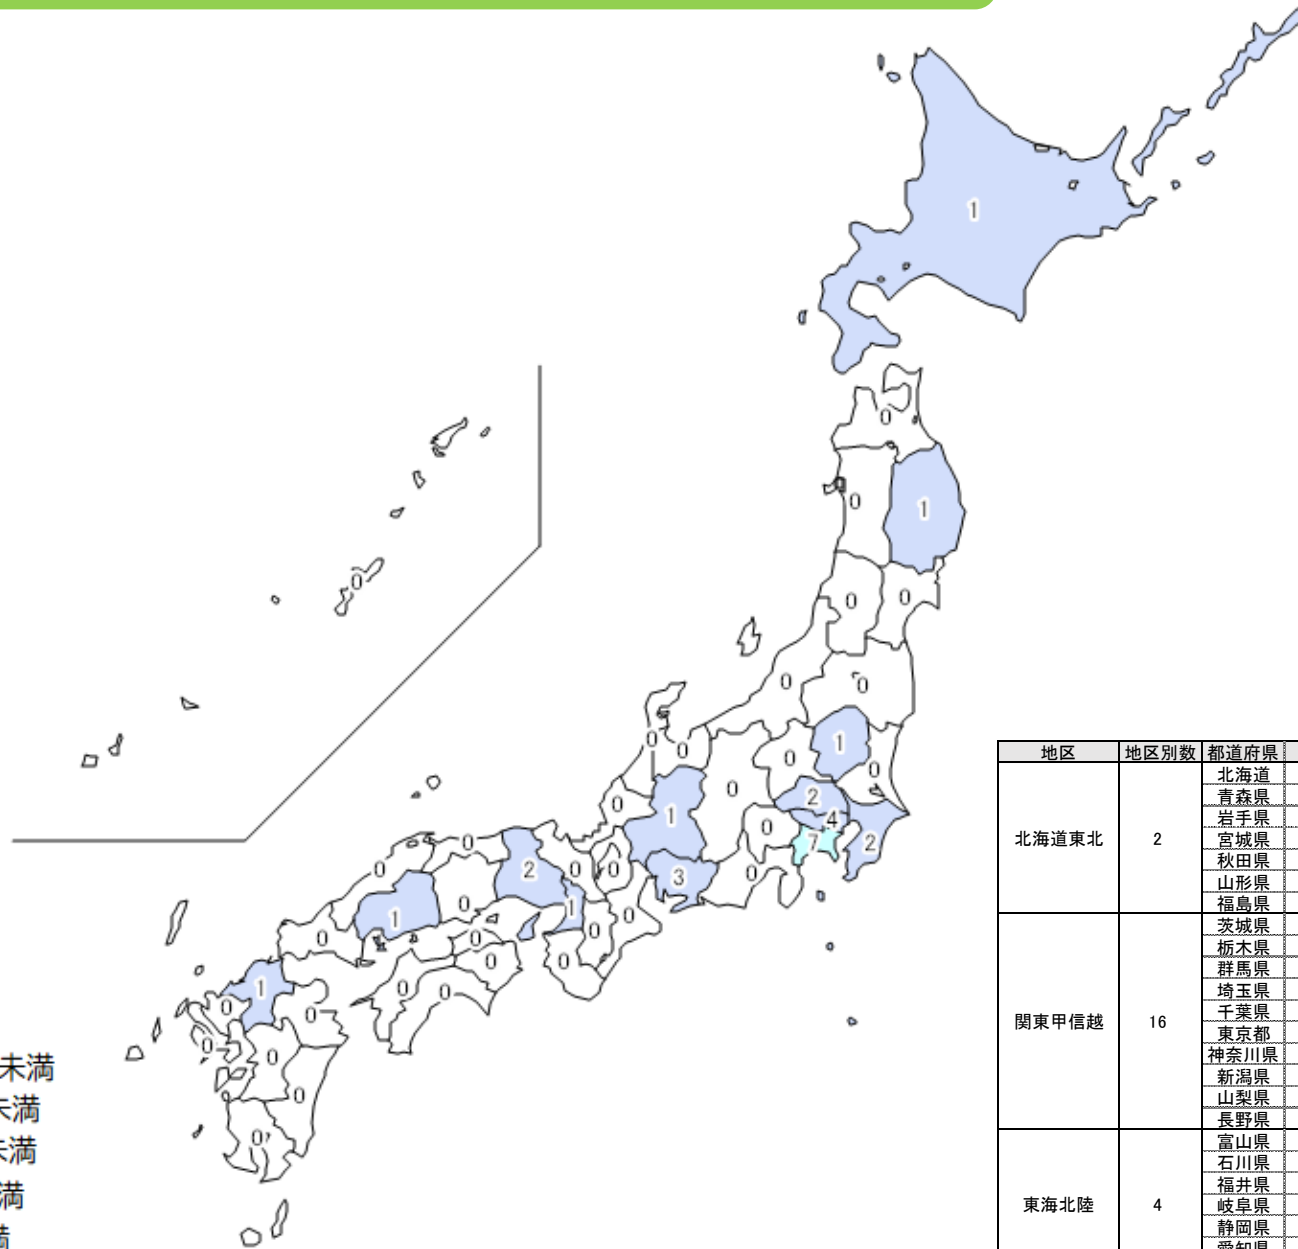 1
0
0
1
0
0
0
0
0
0
1
0
0
0
2
0
1
4
0
7
2
0
0
2
0
0
3
0
0
1
0
1
0
0
0
0
0
0
1
0
0
0
0
0
0
0
0
未満
未満
未満
満
満
地区 地区別数 都道府県
北海道東北 2 北海道
青森県
岩手県
宮城県
秋田県
山形県
福島県
関東甲信越 16 茨城県
栃木県
群馬県
埼玉県
千葉県
東京都
神奈川県
新潟県
山梨県
長野県
東海北陸 4 富山県
石川県
福井県
岐阜県
静岡県
愛知県